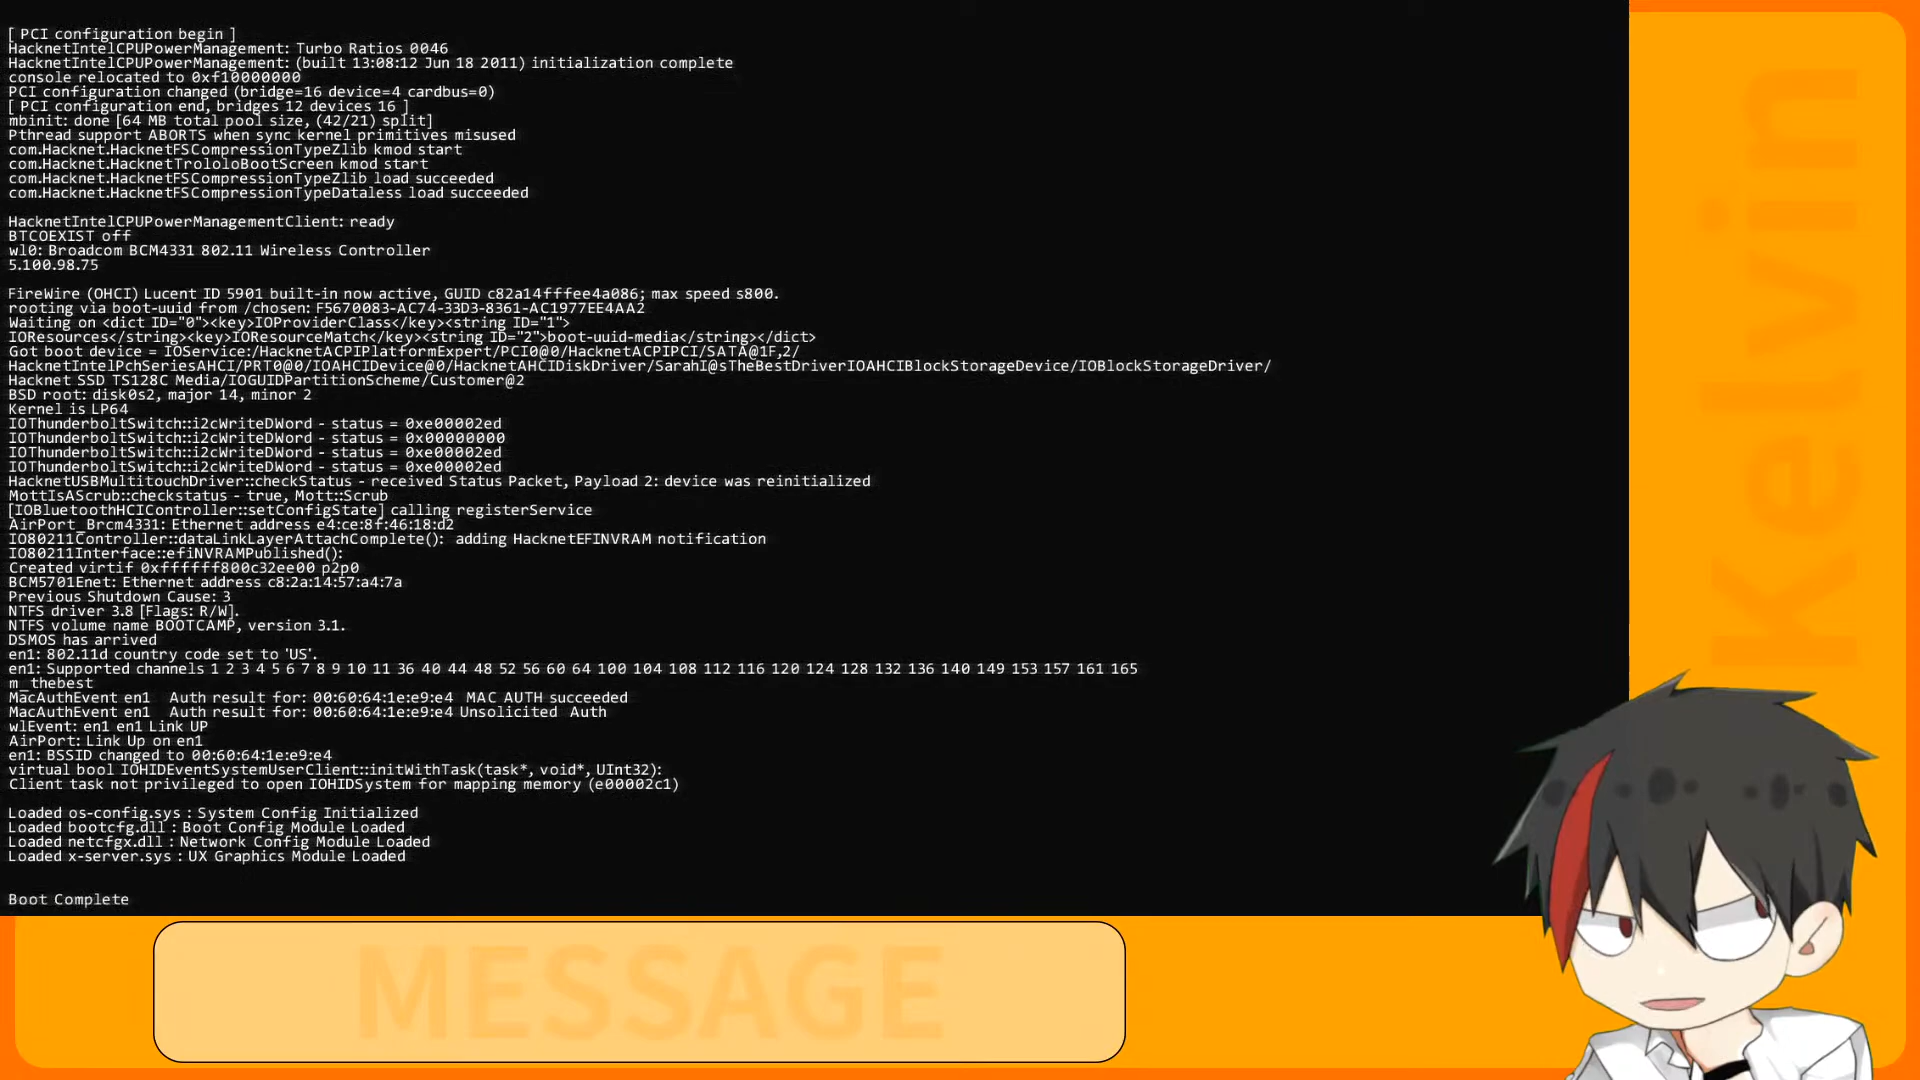 [ PCI configuration begin ]
HacknetIntelCPUPowerManagement: Turbo Ratios 0046
HacknetIntelCPUPowerManagement: (built 13:08:12 Jun 18 2011) initialization complete
console relocated to 0xf10000000
PCI configuration changed (bridge=16 device=4 cardbus=0)
[ PCI configuration end, bridges 12 devices 16 ]
mbinit: done [64 MB total pool size, (42/21) split]
Pthread support ABORTS when sync kernel primitives misused
com.Hacknet.HacknetFSCompressionTypeZlib kmod start
com.Hacknet.HacknetTrololoBootScreen kmod start
com.Hacknet.HacknetFSCompressionTypeZlib load succeeded
com.Hacknet.HacknetFSCompressionTypeDataless load succeeded
HacknetIntelCPUPowerManagementClient: ready
BTCOEXIST off
wl0: Broadcom BCM4331 802.11 Wireless Controller
5.100.98.75
FireWire (OHCI) Lucent ID 5901 built-in now active, GUID c82a14fffee4a086; max speed s800.
rooting via boot-uuid from /chosen: F5670083-AC74-33D3-8361-AC1977EE4AA2
Waiting on <dict ID="0"><key>IOProviderClass</key><string ID="1">
IOResources</string><key>IOResourceMatch</key><string ID="2">boot-uuid-media</string></dict>
Got boot device = IOService:/HacknetACPIPlatformExpert/PCI0@0/HacknetACPIPCI/SATA@1F,2/
HacknetIntelPchSeriesAHCI/PRT0@0/IOAHCIDevice@0/HacknetAHCIDiskDriver/SarahI@sTheBestDriverIOAHCIBlockStorageDevice/IOBlockStorageDriver/
Hacknet SSD TS128C Media/IOGUIDPartitionScheme/Customer@2
BSD root: disk0s2, major 14, minor 2
Kernel is LP64
IOThunderboltSwitch::i2cWriteDWord - status = 0xe00002ed
IOThunderboltSwitch::i2cWriteDWord - status = 0x00000000
IOThunderboltSwitch::i2cWriteDWord - status = 0xe00002ed
IOThunderboltSwitch::i2cWriteDWord - status = 0xe00002ed
HacknetUSBMultitouchDriver::checkStatus - received Status Packet, Payload 2: device was reinitialized
MottIsAScrub::checkstatus - true, Mott::Scrub
[IOBluetoothHCIController::setConfigState] calling registerService
AirPort_Brcm4331: Ethernet address e4:ce:8f:46:18:d2
IO80211Controller::dataLinkLayerAttachComplete():  adding HacknetEFINVRAM notification
IO80211Interface::efiNVRAMPublished():
Created virtif 0xffffff800c32ee00 p2p0
BCM5701Enet: Ethernet address c8:2a:14:57:a4:7a
Previous Shutdown Cause: 3
NTFS driver 3.8 [Flags: R/W].
NTFS volume name BOOTCAMP, version 3.1.
DSMOS has arrived
en1: 802.11d country code set to 'US'.
en1: Supported channels 1 2 3 4 5 6 7 8 9 10 11 36 40 44 48 52 56 60 64 100 104 108 112 116 120 124 128 132 136 140 149 153 157 161 165
m_thebest
MacAuthEvent en1   Auth result for: 00:60:64:1e:e9:e4  MAC AUTH succeeded
MacAuthEvent en1   Auth result for: 00:60:64:1e:e9:e4 Unsolicited  Auth
wlEvent: en1 en1 Link UP
AirPort: Link Up on en1
en1: BSSID changed to 00:60:64:1e:e9:e4
virtual bool IOHIDEventSystemUserClient::initWithTask(task*, void*, UInt32):
Client task not privileged to open IOHIDSystem for mapping memory (e00002c1)
Loaded os-config.sys : System Config Initialized
Loaded bootcfg.dll : Boot Config Module Loaded
Loaded netcfgx.dll : Network Config Module Loaded
Loaded x-server.sys : UX Graphics Module Loaded
Boot Complete
MESSAGE
Kelvin